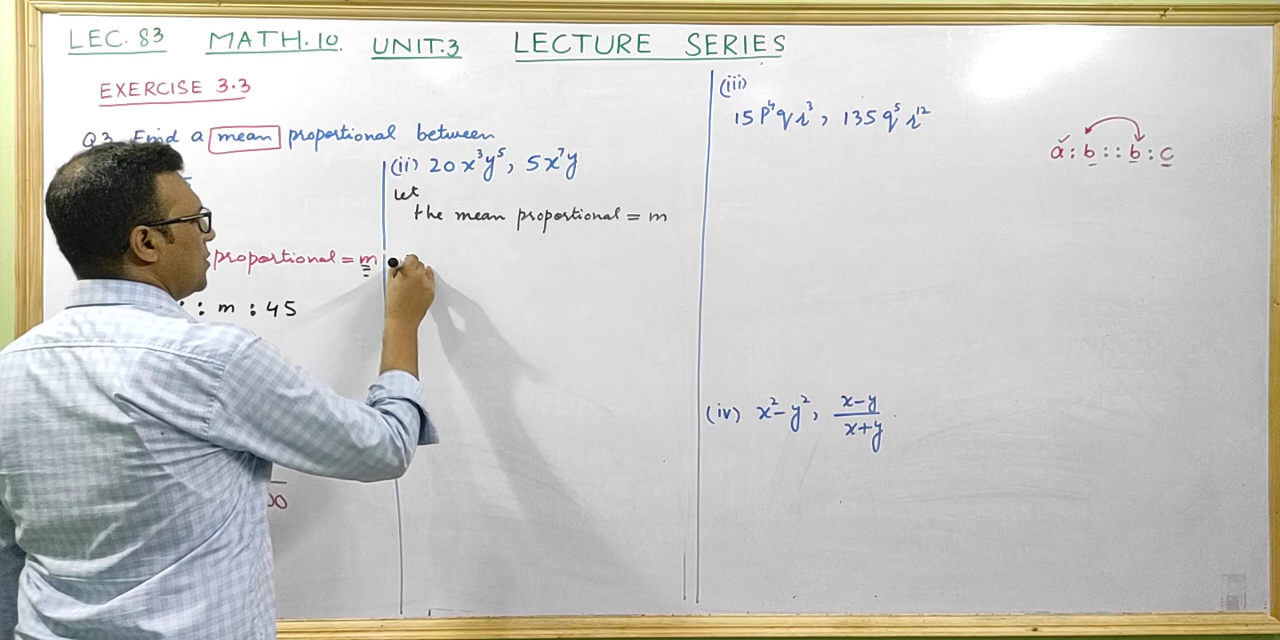 LEC. 83 MATH. 10. UNIT. 3 LECTURE SERIES
EXERCISE 3.3
Find a mean proportional between
proportional = m
: m : 45
(ii) 20x³y⁵, 5x⁷y
Let
the mean proportional = m
(iii)
15p⁴qr³, 135q⁵r¹²
(iv) x²-y², x-y
x+y
a : b :: b : c